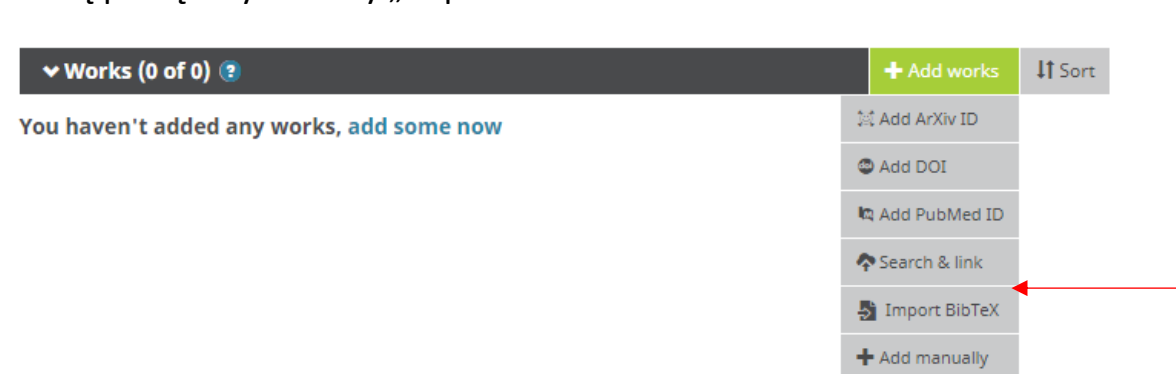 Works (0 of 0) ?
+ Add works
Sort
You haven't added any works, add some now
Add ArXiv ID
Add DOI
Add PubMed ID
Search & link
Import BibTeX
+ Add manually